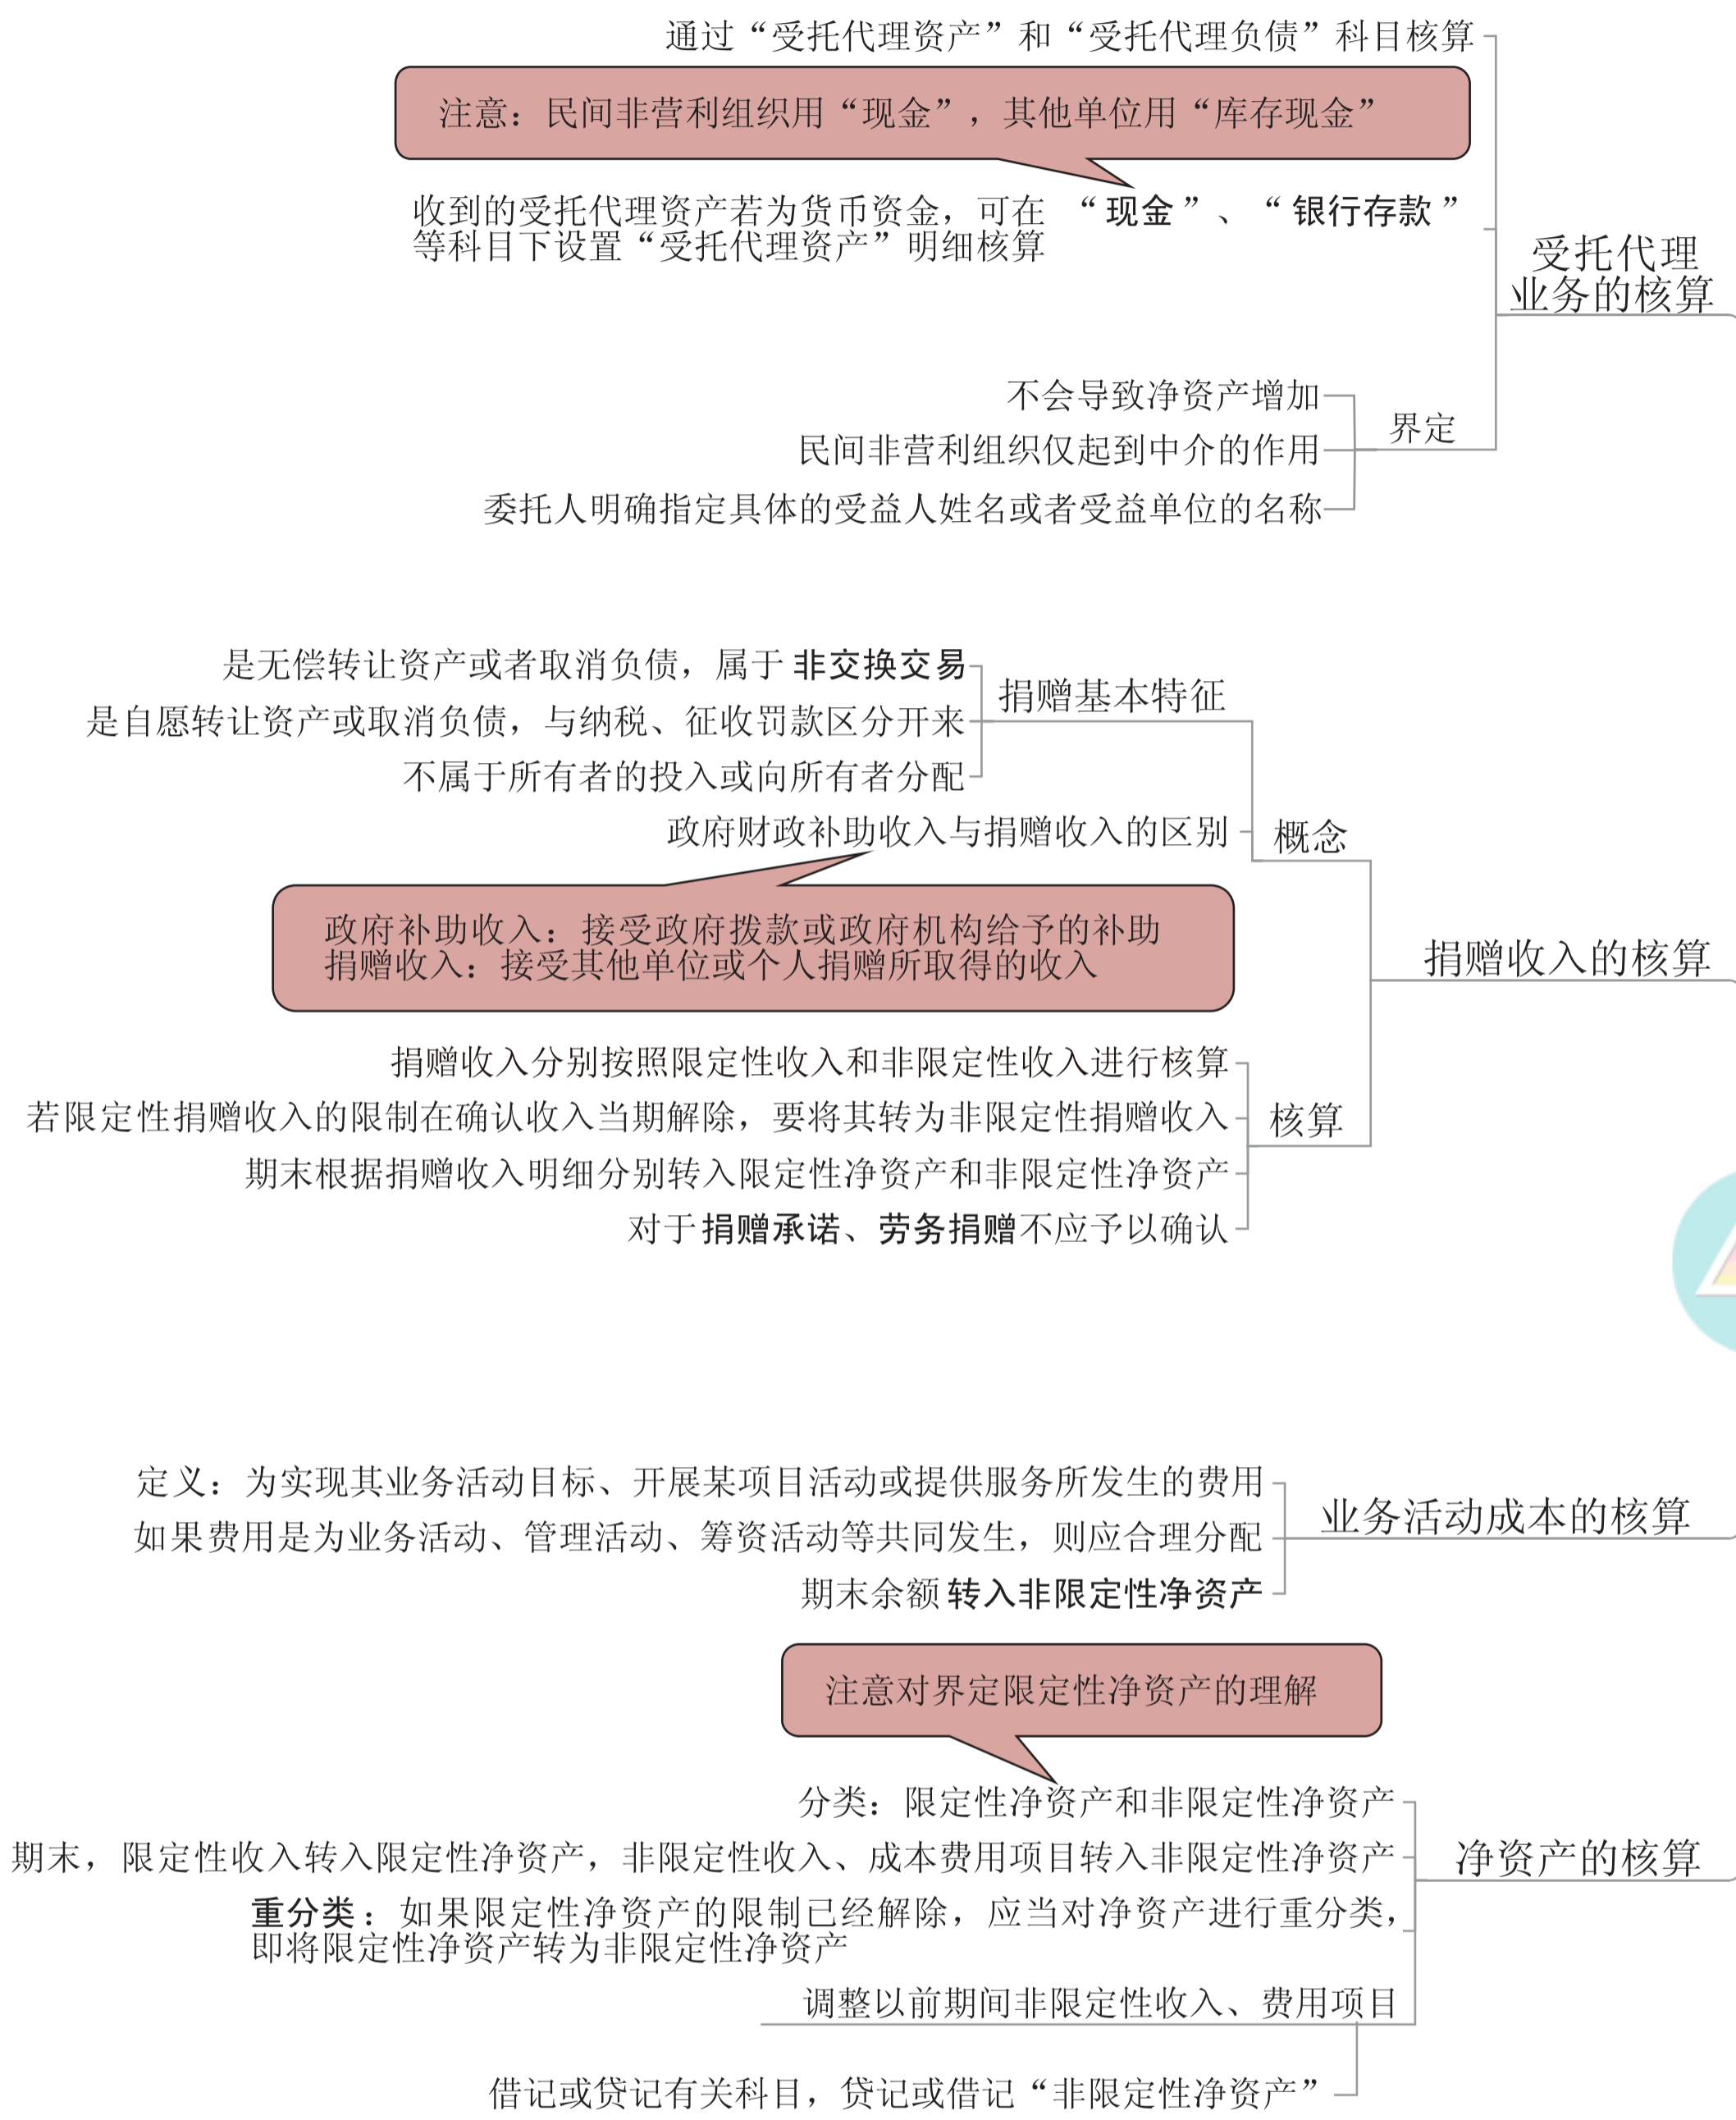 通过“受托代理资产”和“受托代理负债”科目核算
注意：民间非营利组织用“现金”，其他单位用“库存现金”
收到的受托代理资产若为货币资金，可在 “现金”、“银行存款”
等科目下设置“受托代理资产”明细核算
受托代理
业务的核算
不会导致净资产增加
民间非营利组织仅起到中介的作用
委托人明确指定具体的受益人姓名或者受益单位的名称
界定
是无偿转让资产或者取消负债，属于非交换交易
是自愿转让资产或取消负债，与纳税、征收罚款区分开来
不属于所有者的投入或向所有者分配
捐赠基本特征
政府财政补助收入与捐赠收入的区别
概念
政府补助收入：接受政府拨款或政府机构给予的补助
捐赠收入：接受其他单位或个人捐赠所取得的收入
捐赠收入的核算
捐赠收入分别按照限定性收入和非限定性收入进行核算
若限定性捐赠收入的限制在确认收入当期解除，要将其转为非限定性捐赠收入
期末根据捐赠收入明细分别转入限定性净资产和非限定性净资产
对于捐赠承诺、劳务捐赠不应予以确认
核算
定义：为实现其业务活动目标、开展某项目活动或提供服务所发生的费用
如果费用是为业务活动、管理活动、筹资活动等共同发生，则应合理分配
期末余额转入非限定性净资产
业务活动成本的核算
注意对界定限定性净资产的理解
分类：限定性净资产和非限定性净资产
期末，限定性收入转入限定性净资产，非限定性收入、成本费用项目转入非限定性净资产
重分类：如果限定性净资产的限制已经解除，应当对净资产进行重分类，
即将限定性净资产转为非限定性净资产
调整以前期间非限定性收入、费用项目
借记或贷记有关科目，贷记或借记“非限定性净资产”
净资产的核算